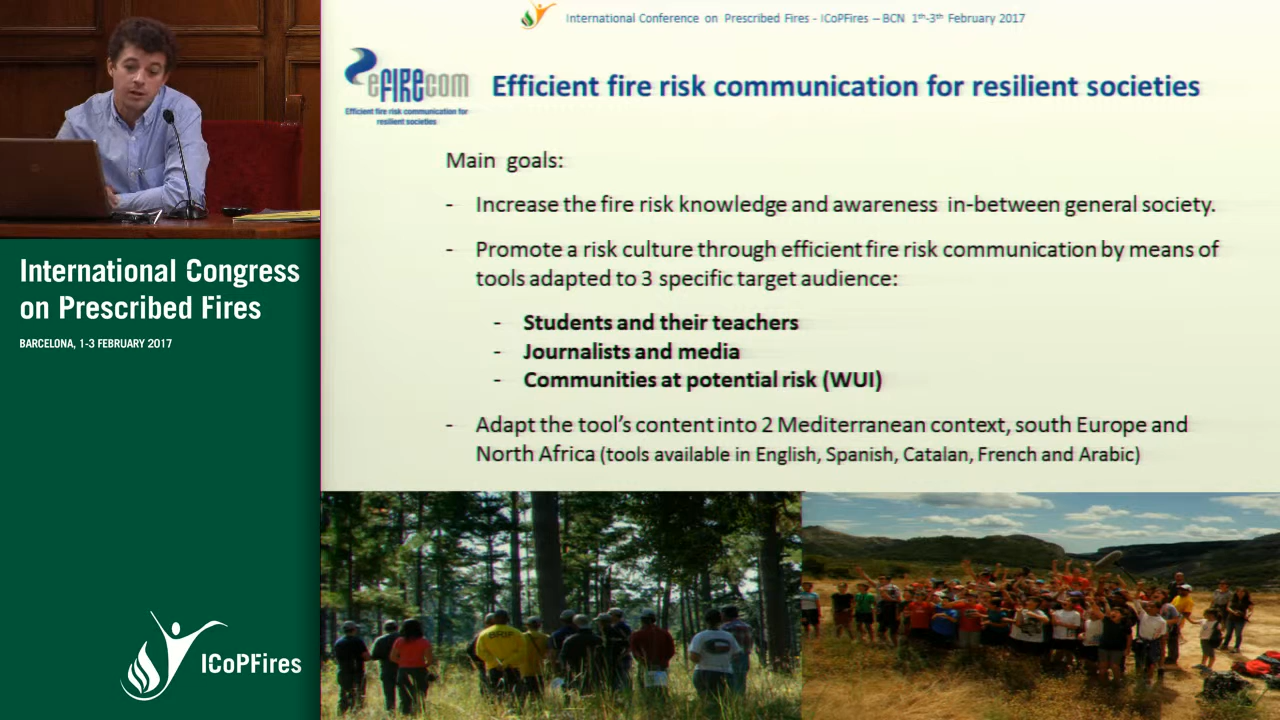 International Conference on Prescribed Fires - ICoPFires – BCN 1st-3th February 2017
eFIRECOM
Efficient fire risk communication for
resilient societies
Efficient fire risk communication for resilient societies
Main goals:
- Increase the fire risk knowledge and awareness in-between general society.
- Promote a risk culture through efficient fire risk communication by means of
tools adapted to 3 specific target audience:
- Students and their teachers
- Journalists and media
- Communities at potential risk (WUI)
- Adapt the tool's content into 2 Mediterranean context, south Europe and
North Africa (tools available in English, Spanish, Catalan, French and Arabic)
International Congress
on Prescribed Fires
BARCELONA, 1-3 FEBRUARY 2017
ICoPFires